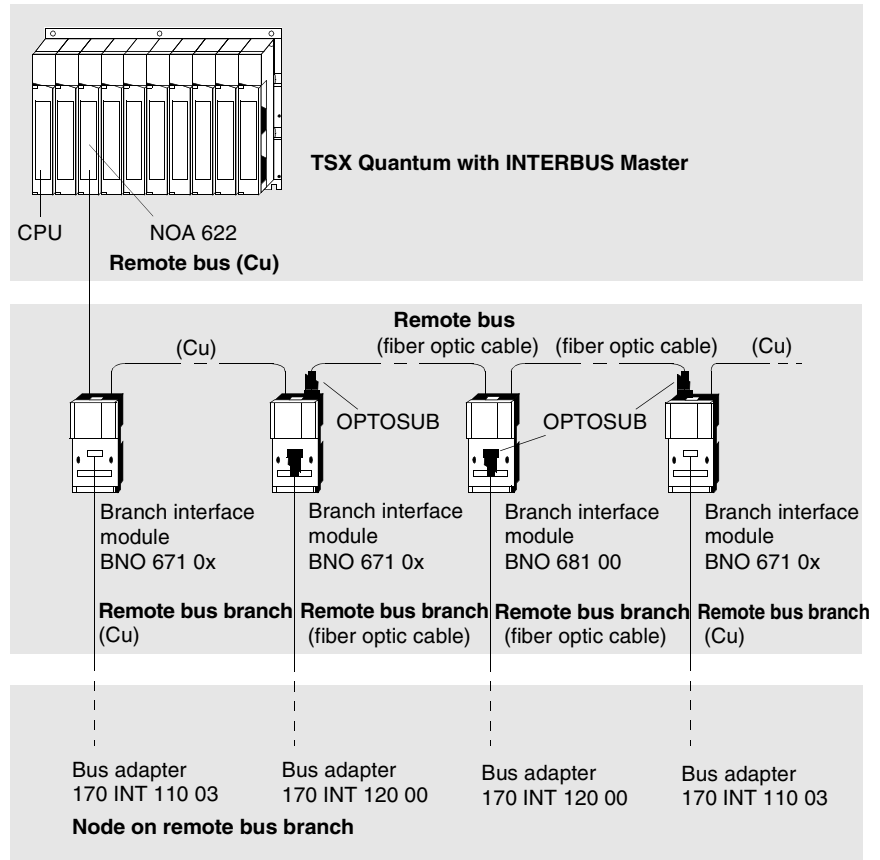 TSX Quantum with INTERBUS Master
CPU
NOA 622
Remote bus (Cu)
Remote bus
(Cu)
(fiber optic cable)
(fiber optic cable)
(Cu)
OPTOSUB
OPTOSUB
Branch interface
module
BNO 671 0x
Branch interface
module
BNO 671 0x
Branch interface
module
BNO 681 00
Branch interface
module
BNO 671 0x
Remote bus branch
(Cu)
Remote bus branch
(fiber optic cable)
Remote bus branch
(fiber optic cable)
Remote bus branch
(Cu)
Bus adapter
170 INT 110 03
Bus adapter
170 INT 120 00
Bus adapter
170 INT 120 00
Bus adapter
170 INT 110 03
Node on remote bus branch